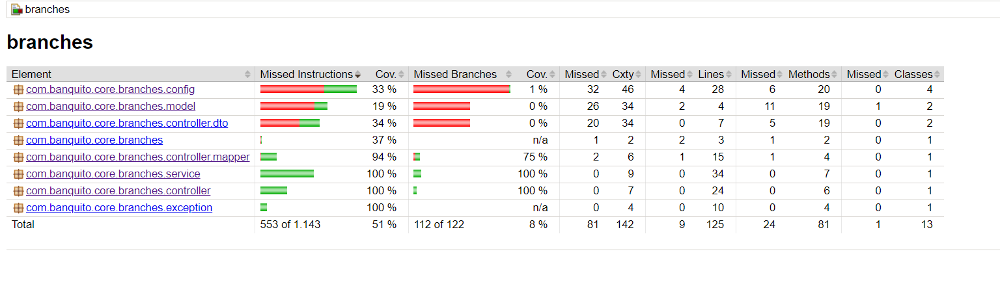 branches
branches
Element Missed Instructions Cov. Missed Branches Cov. Missed Cxty Missed Lines Missed Methods Missed Classes
com.banquito.core.branches.config 33 % 1 % 32 46 4 28 6 20 0 4
com.banquito.core.branches.model 19 % 0 % 26 34 2 4 11 19 1 2
com.banquito.core.branches.controller.dto 34 % 0 % 20 34 0 7 5 19 0 2
com.banquito.core.branches 37 % n/a 1 2 2 3 1 2 0 1
com.banquito.core.branches.controller.mapper 94 % 75 % 2 6 1 15 1 4 0 1
com.banquito.core.branches.service 100 % 100 % 0 9 0 34 0 7 0 1
com.banquito.core.branches.controller 100 % 100 % 0 7 0 24 0 6 0 1
com.banquito.core.branches.exception 100 % n/a 0 4 0 10 0 4 0 1
Total 553 of 1.143 51 % 112 of 122 8 % 81 142 9 125 24 81 1 13